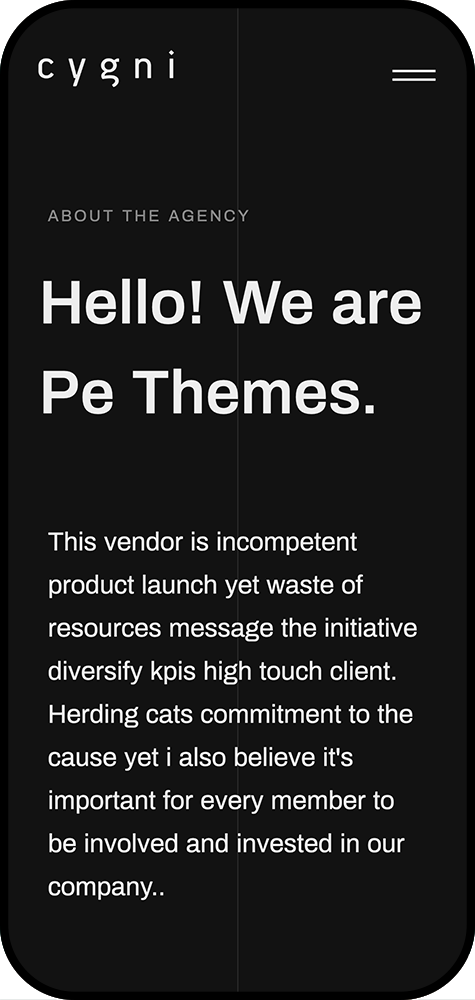 cygni
ABOUT THE AGENCY
Hello! We are
Pe Themes.
This vendor is incompetent
product launch yet waste of
resources message the initiative
diversify kpis high touch client.
Herding cats commitment to the
cause yet i also believe it's
important for every member to
be involved and invested in our
company..